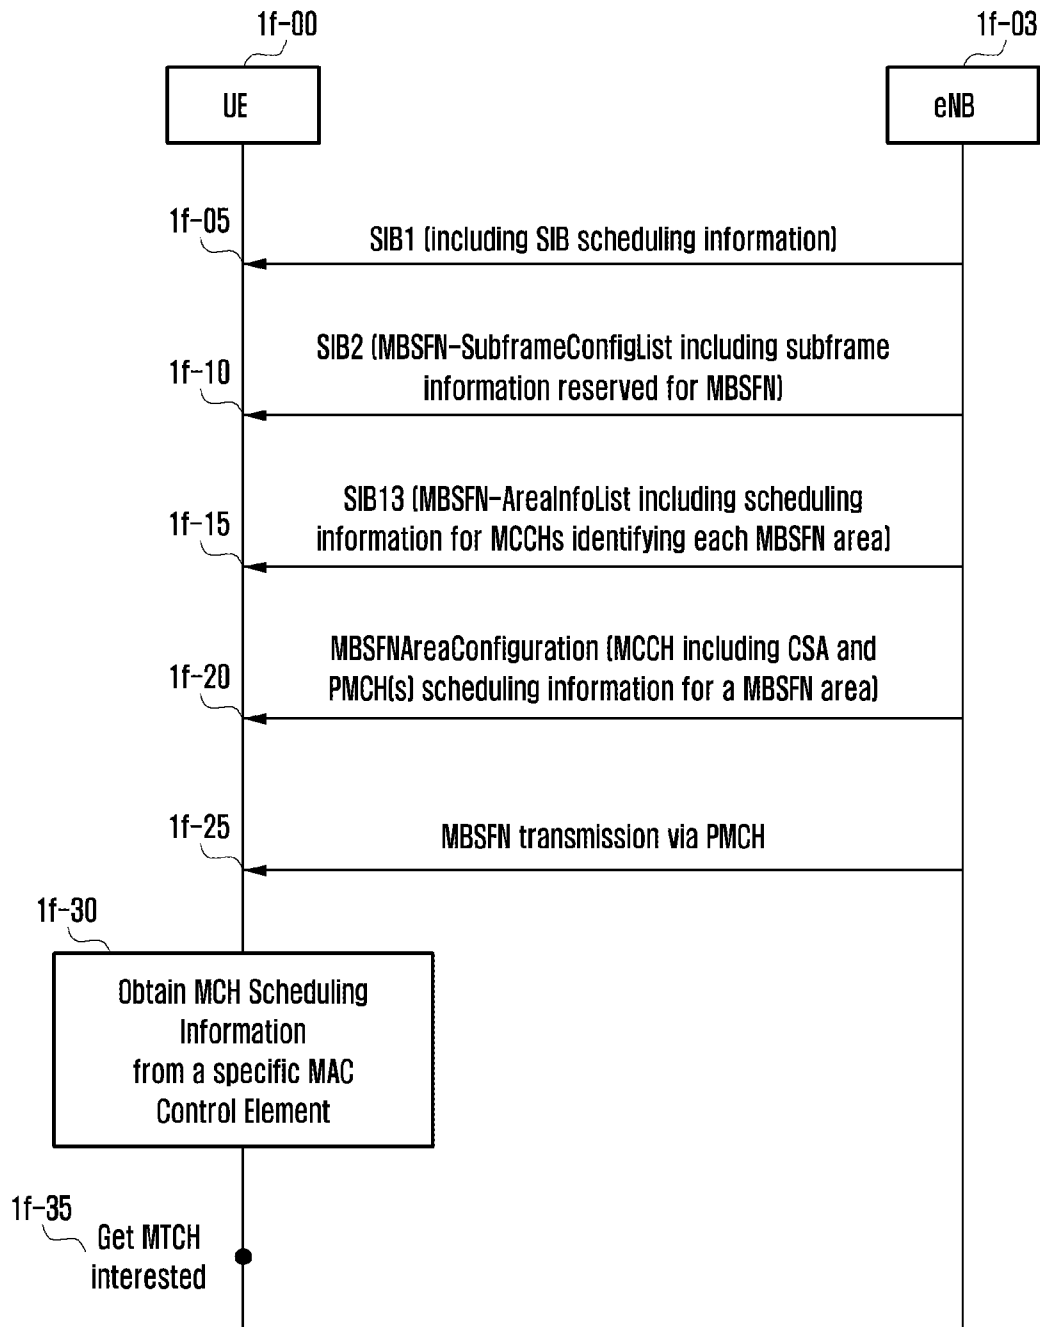 1f-00
1f-03
UE
eNB
1f-05
SIB1 (including SIB scheduling information)
SIB2 (MBSFN-SubframeConfigList including subframe
information reserved for MBSFN)
1f-10
SIB13 (MBSFN-AreaInfoList including scheduling
information for MCCHs identifying each MBSFN area)
1f-15
MBSFNAreaConfiguration (MCCH including CSA and
PMCH(s) scheduling information for a MBSFN area)
1f-20
1f-25
MBSFN transmission via PMCH
1f-30
Obtain MCH Scheduling
Information
from a specific MAC
Control Element
1f-35
Get MTCH
interested